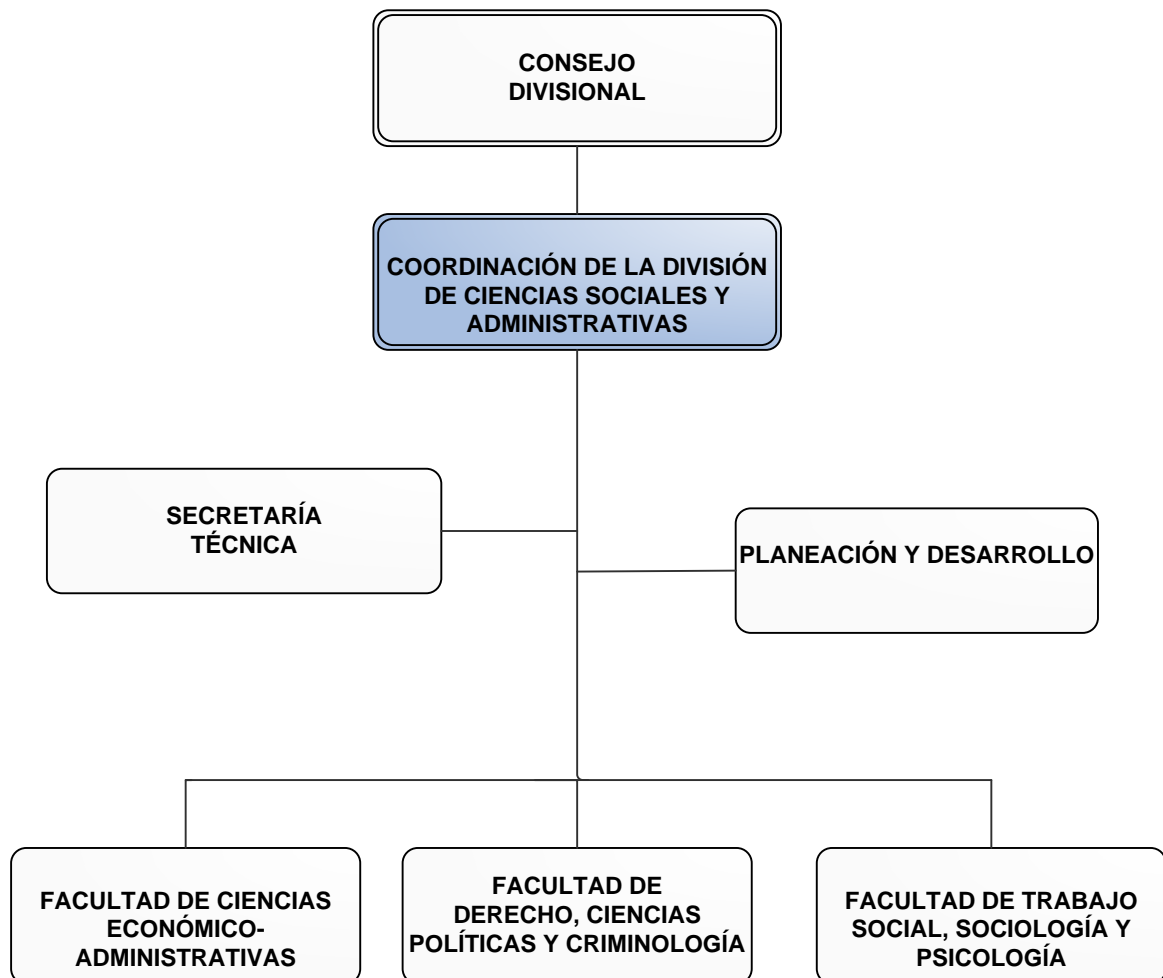 CONSEJO
DIVISIONAL
COORDINACIÓN DE LA DIVISIÓN
DE CIENCIAS SOCIALES Y
ADMINISTRATIVAS
SECRETARÍA
TÉCNICA
PLANEACIÓN Y DESARROLLO
FACULTAD DE CIENCIAS
ECONÓMICO-
ADMINISTRATIVAS
FACULTAD DE
DERECHO, CIENCIAS
POLÍTICAS Y CRIMINOLOGÍA
FACULTAD DE TRABAJO
SOCIAL, SOCIOLOGÍA Y
PSICOLOGÍA